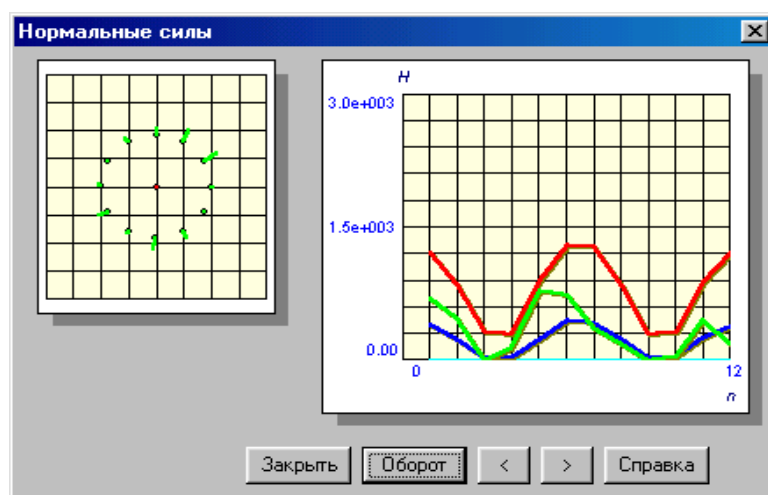 Нормальные силы
H
3.0e+003
1.5e+003
0.00
0 12
n
Закрыть Оборот < > Справка